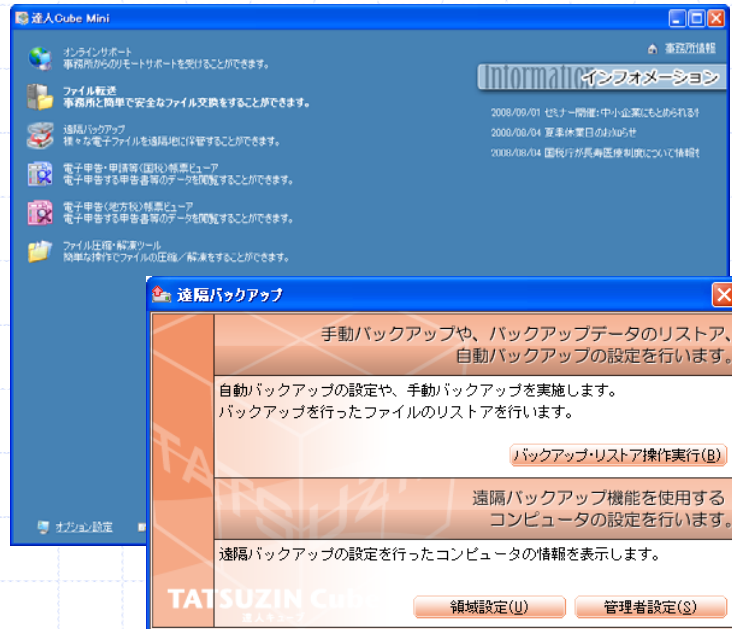 達人Cube Mini
オンラインサポート
事務所からのリモートサポートを受けることができます。
ファイル転送
事務所と簡単で安全なファイル交換をすることができます。
遠隔バックアップ
様々な電子ファイルを遠隔地に保管することができます。
電子申告・申請等(国税)帳票ビューア
電子申告する申告書等のデータを閲覧することができます。
電子申告(地方税)帳票ビューア
電子申告する申告書等のデータを閲覧することができます。
ファイル圧縮・解凍ツール
簡単な操作でファイルの圧縮/解凍をすることができます。
事務所情報
Information
インフォメーション
2008/09/01 セミナー開催:中小企業にもとめられるｻ
2008/08/04 夏季休業日のお知らせ
2008/08/04 国税庁が長寿医療制度について情報を
オプション設定
遠隔バックアップ
手動バックアップや、バックアップデータのリストア、
自動バックアップの設定を行います。
自動バックアップの設定や、手動バックアップを実施します。
バックアップを行ったファイルのリストアを行います。
バックアップ・リストア操作実行(B)
遠隔バックアップ機能を使用する
コンピュータの設定を行います。
遠隔バックアップの設定を行ったコンピュータの情報を表示します。
領域設定(U)
管理者設定(S)
TATSUZIN Cube
達人キューブ